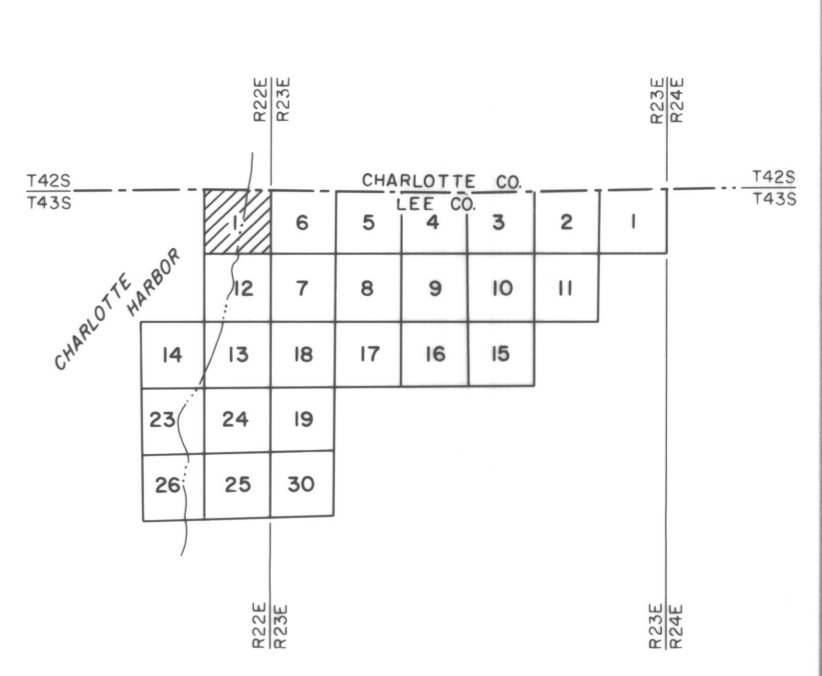 R22E R23E
R23E R24E
T42S CHARLOTTE CO. T42S
T43S LEE CO. T43S
1 6 5 4 3 2 1
CHARLOTTE
HARBOR
12 7 8 9 10 11
14 13 18 17 16 15
23 24 19
26 25 30
R22E R23E
R23E R24E